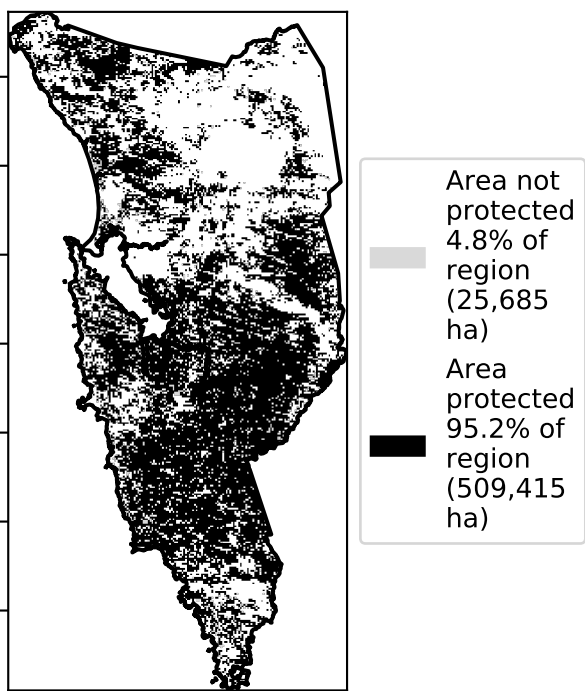 Area not
protected
4.8% of
region
(25,685
ha)
Area
protected
95.2% of
region
(509,415
ha)